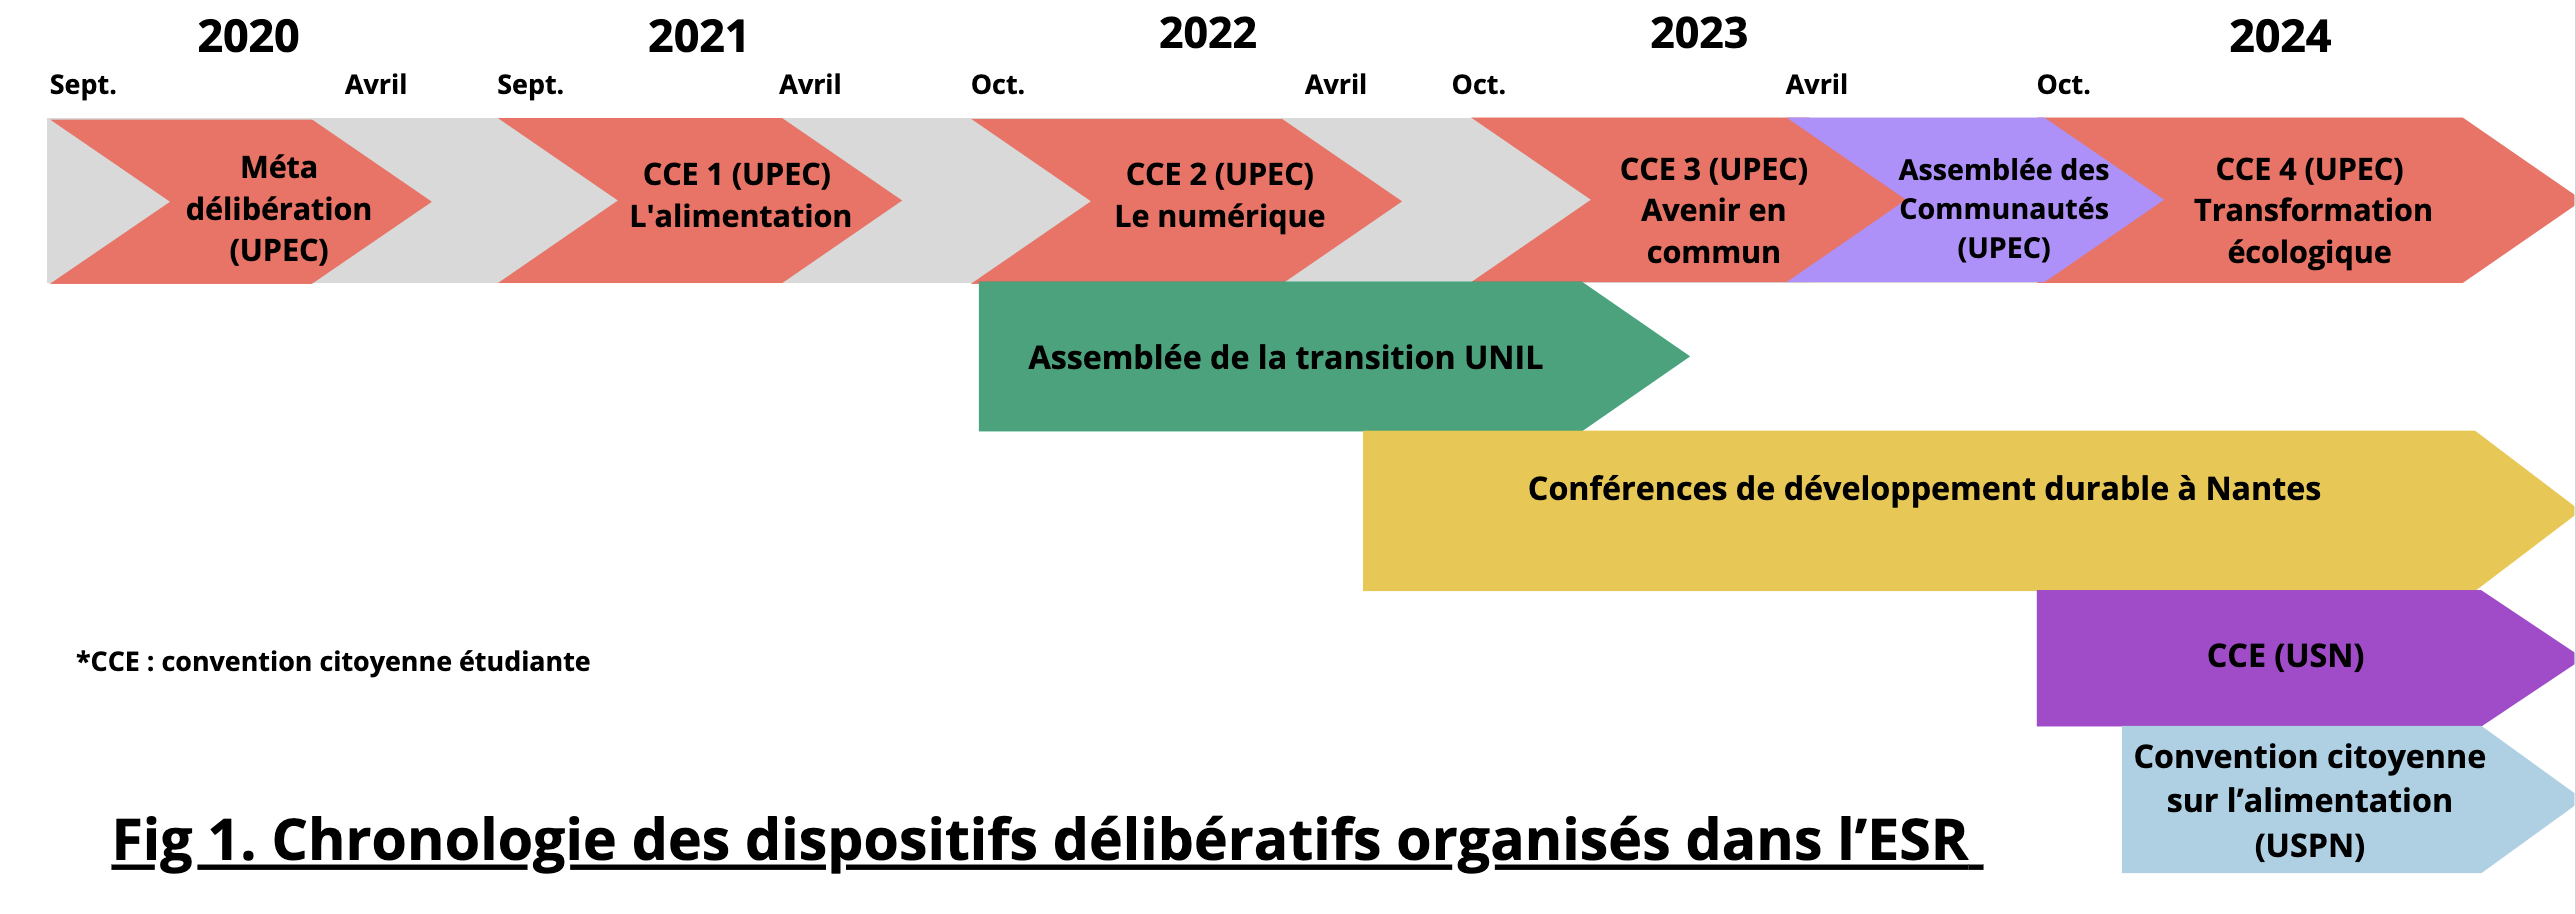 2020
2021
2022
2023
2024
Sept.
Avril
Sept.
Avril
Oct.
Avril
Oct.
Avril
Oct.
Méta
délibération
(UPEC)
CCE 1 (UPEC)
L'alimentation
CCE 2 (UPEC)
Le numérique
CCE 3 (UPEC)
Avenir en
commun
Assemblée des
Communautés
(UPEC)
CCE 4 (UPEC)
Transformation
écologique
Assemblée de la transition UNIL
Conférences de développement durable à Nantes
CCE (USN)
*CCE : convention citoyenne étudiante
Convention citoyenne
sur l’alimentation
(USPN)
Fig 1. Chronologie des dispositifs délibératifs organisés dans l’ESR